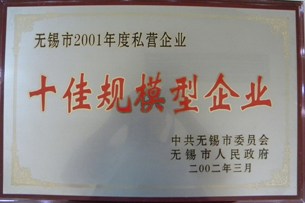 无锡市2001年度私营企业
十佳规模型企业
中共无锡市委员会
无锡市人民政府
二00二年三月